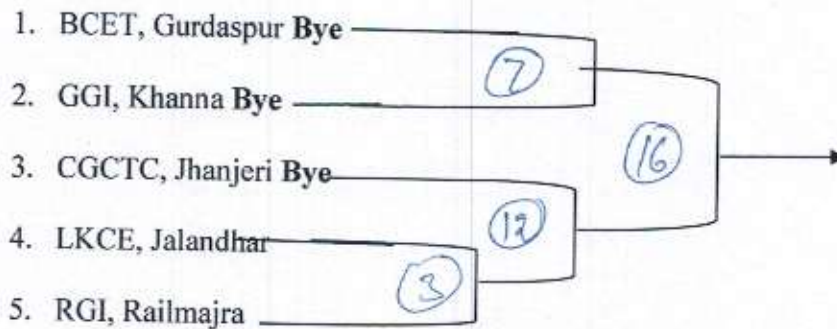 1. BCET, Gurdaspur Bye
7
2. GGI, Khanna Bye
16
3. CGCTC, Jhanjeri Bye
12
4. LKCE, Jalandhar
3
5. RGI, Railmajra